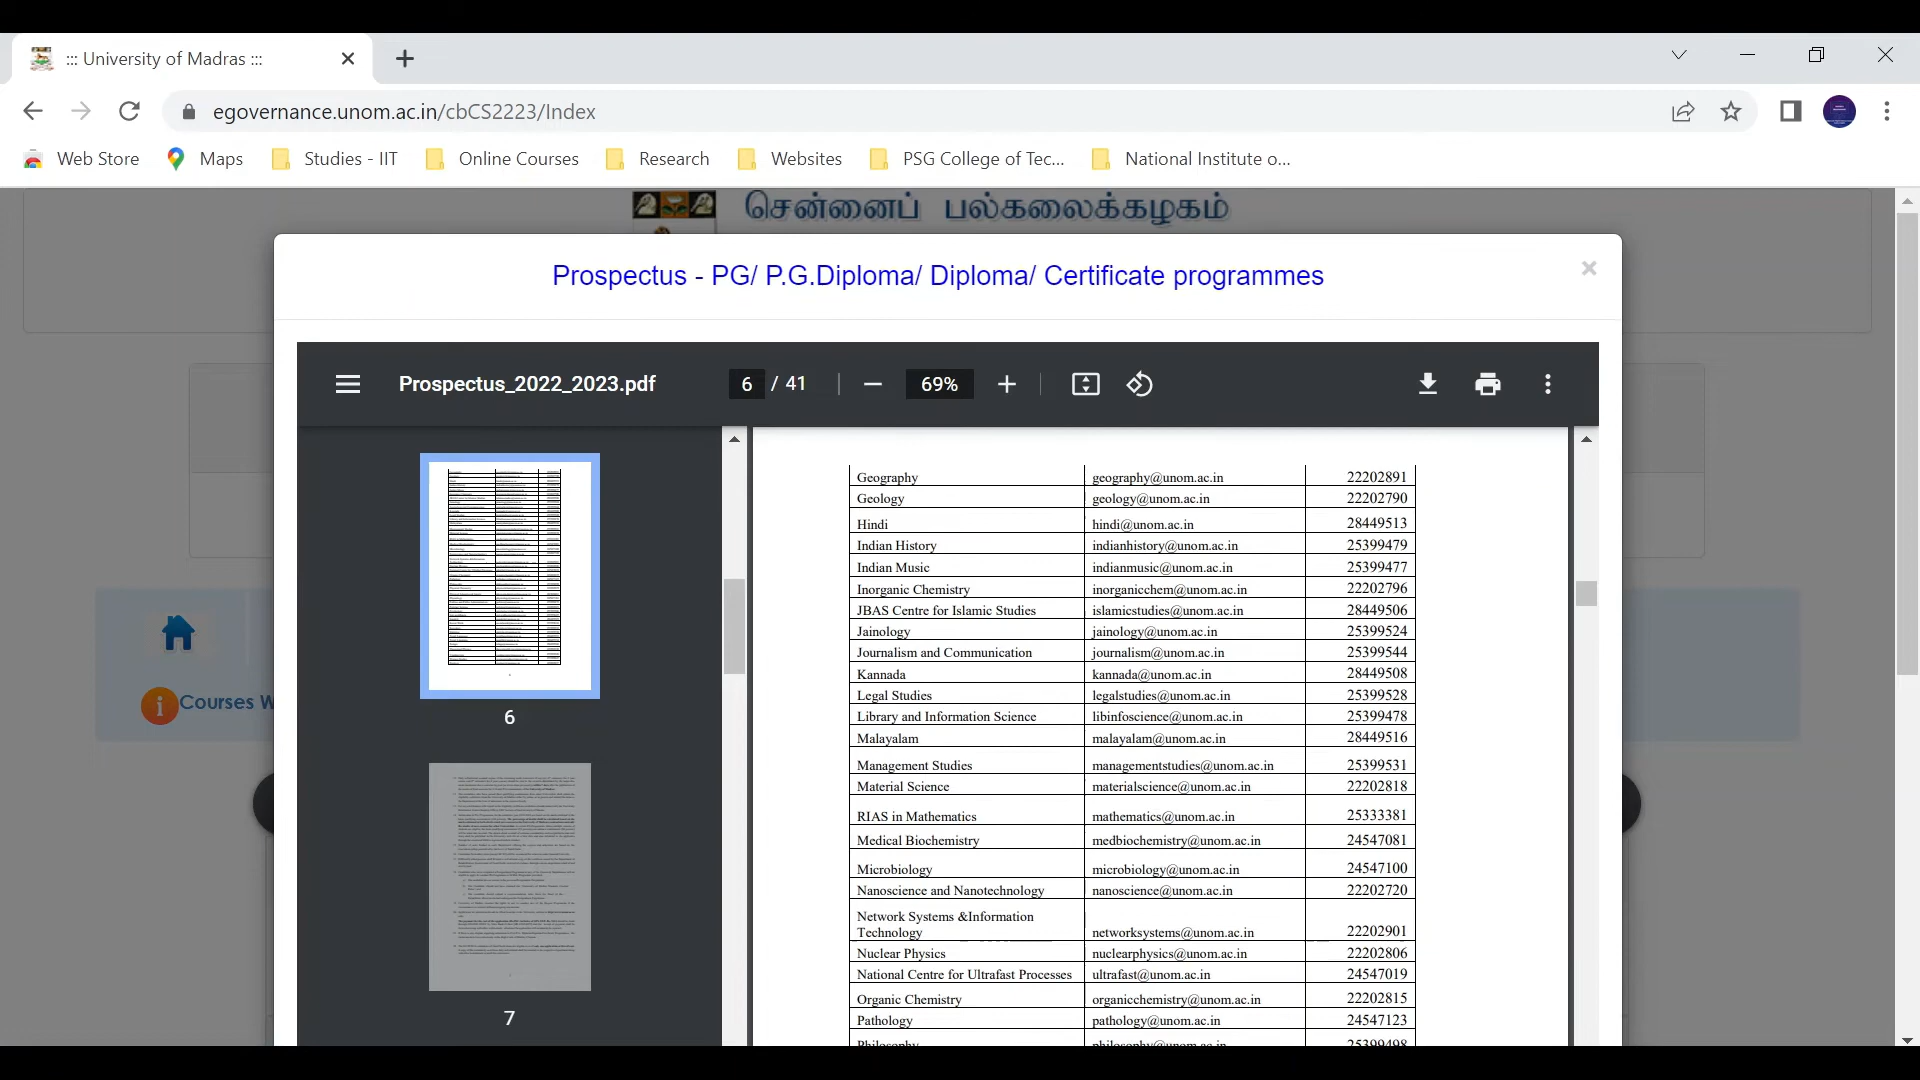 ::: University of Madras :::
egovernance.unom.ac.in/cbCS2223/Index
Web Store Maps Studies - IIT Online Courses Research Websites PSG College of Tec... National Institute o...
சென்னைப் பல்கலைக்கழகம்
Prospectus - PG/ P.G.Diploma/ Diploma/ Certificate programmes
×
Prospectus_2022_2023.pdf 6 / 41 69%
Geography geography@unom.ac.in 22202891
Geology geology@unom.ac.in 22202790
Hindi hindi@unom.ac.in 28449513
Indian History indianhistory@unom.ac.in 25399479
Indian Music indianmusic@unom.ac.in 25399477
Inorganic Chemistry inorganicchem@unom.ac.in 22202796
JBAS Centre for Islamic Studies islamicstudies@unom.ac.in 28449506
Jainology jainology@unom.ac.in 25399524
Journalism and Communication journalism@unom.ac.in 25399544
Kannada kannada@unom.ac.in 28449508
Legal Studies legalstudies@unom.ac.in 25399528
Library and Information Science libinfoscience@unom.ac.in 25399478
Malayalam malayalam@unom.ac.in 28449516
Management Studies managementstudies@unom.ac.in 25399531
Material Science materialscience@unom.ac.in 22202818
RIAS in Mathematics mathematics@unom.ac.in 25333381
Medical Biochemistry medbiochemistry@unom.ac.in 24547081
Microbiology microbiology@unom.ac.in 24547100
Nanoscience and Nanotechnology nanoscience@unom.ac.in 22202720
Network Systems &Information
Technology networksystems@unom.ac.in 22202901
Nuclear Physics nuclearphysics@unom.ac.in 22202806
National Centre for Ultrafast Processes ultrafast@unom.ac.in 24547019
Organic Chemistry organicchemistry@unom.ac.in 22202815
Pathology pathology@unom.ac.in 24547123
Philosophy philosophy@unom.ac.in 25399498
6
7
Courses W